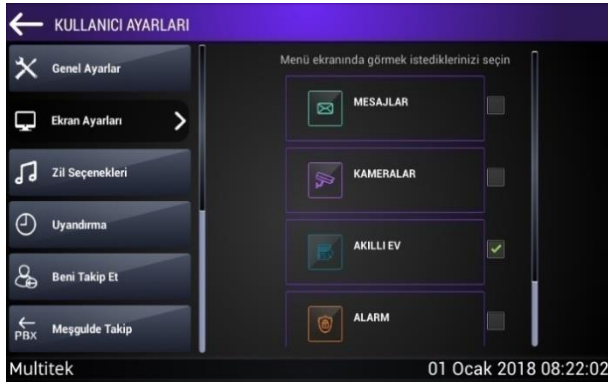 KULLANICI AYARLARI
Genel Ayarlar
Ekran Ayarları
Zil Seçenekleri
Uyandırma
Beni Takip Et
PBX
Meşgulde Takip
Menü ekranında görmek istediklerinizi seçin
MESAJLAR
KAMERALAR
AKILLI EV
ALARM
Multitek
01 Ocak 2018 08:22:02